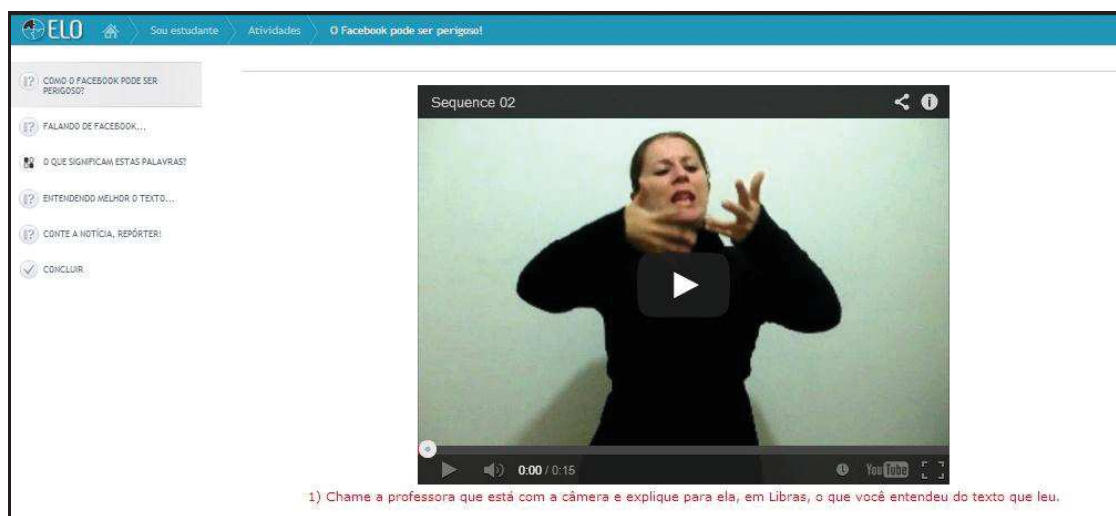 ELO Sou estudante Atividades O Facebook pode ser perigoso!
COMO O FACEBOOK PODE SER
PERIGOSO?
FALANDO DE FACEBOOK...
O QUE SIGNIFICAM ESTAS PALAVRAS?
ENTENDENDO MELHOR O TEXTO...
CONTE A NOTÍCIA, REPÓRTER!
CONCLUIR
Sequence 02
0:00 / 0:15 YouTube
1) Chame a professora que está com a câmera e explique para ela, em Libras, o que você entendeu do texto que leu.